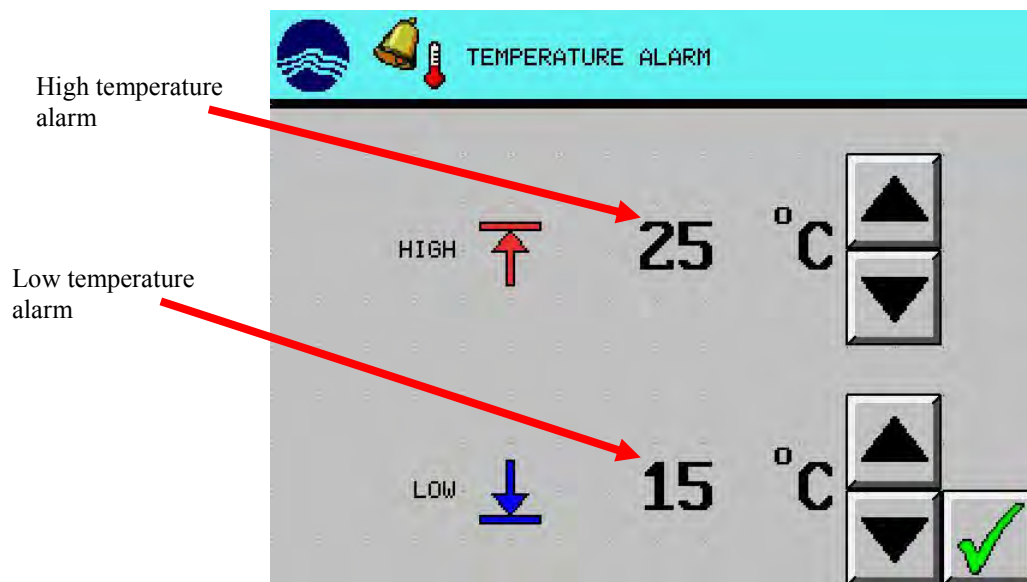 TEMPERATURE ALARM
High temperature
alarm
HIGH 25 °C
Low temperature
alarm
LOW 15 °C